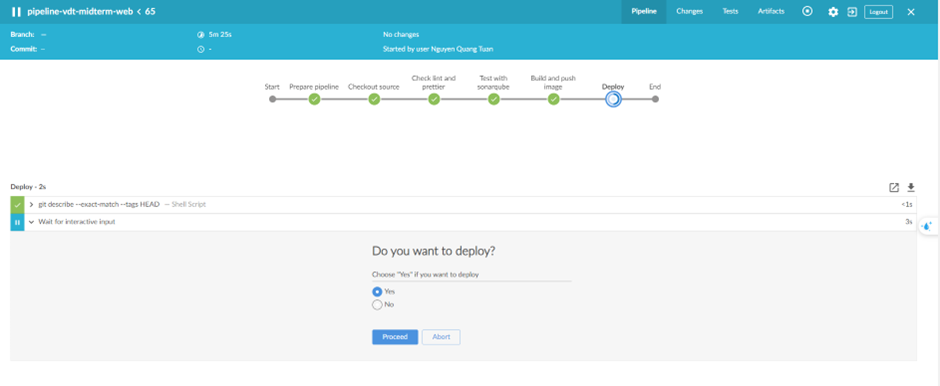 pipeline-vdt-midterm-web < 65
Pipeline Changes Tests Artifacts Logout
Branch: — 5m 25s No changes
Commit: — - Started by user Nguyen Quang Tuan
Start Prepare pipeline Checkout source Check lint and prettier Test with sonarqube Build and push image Deploy End
Deploy - 2s
git describe --exact-match --tags HEAD — Shell Script <1s
Wait for interactive input 3s
Do you want to deploy?
Choose "Yes" if you want to deploy
Yes
No
Proceed Abort